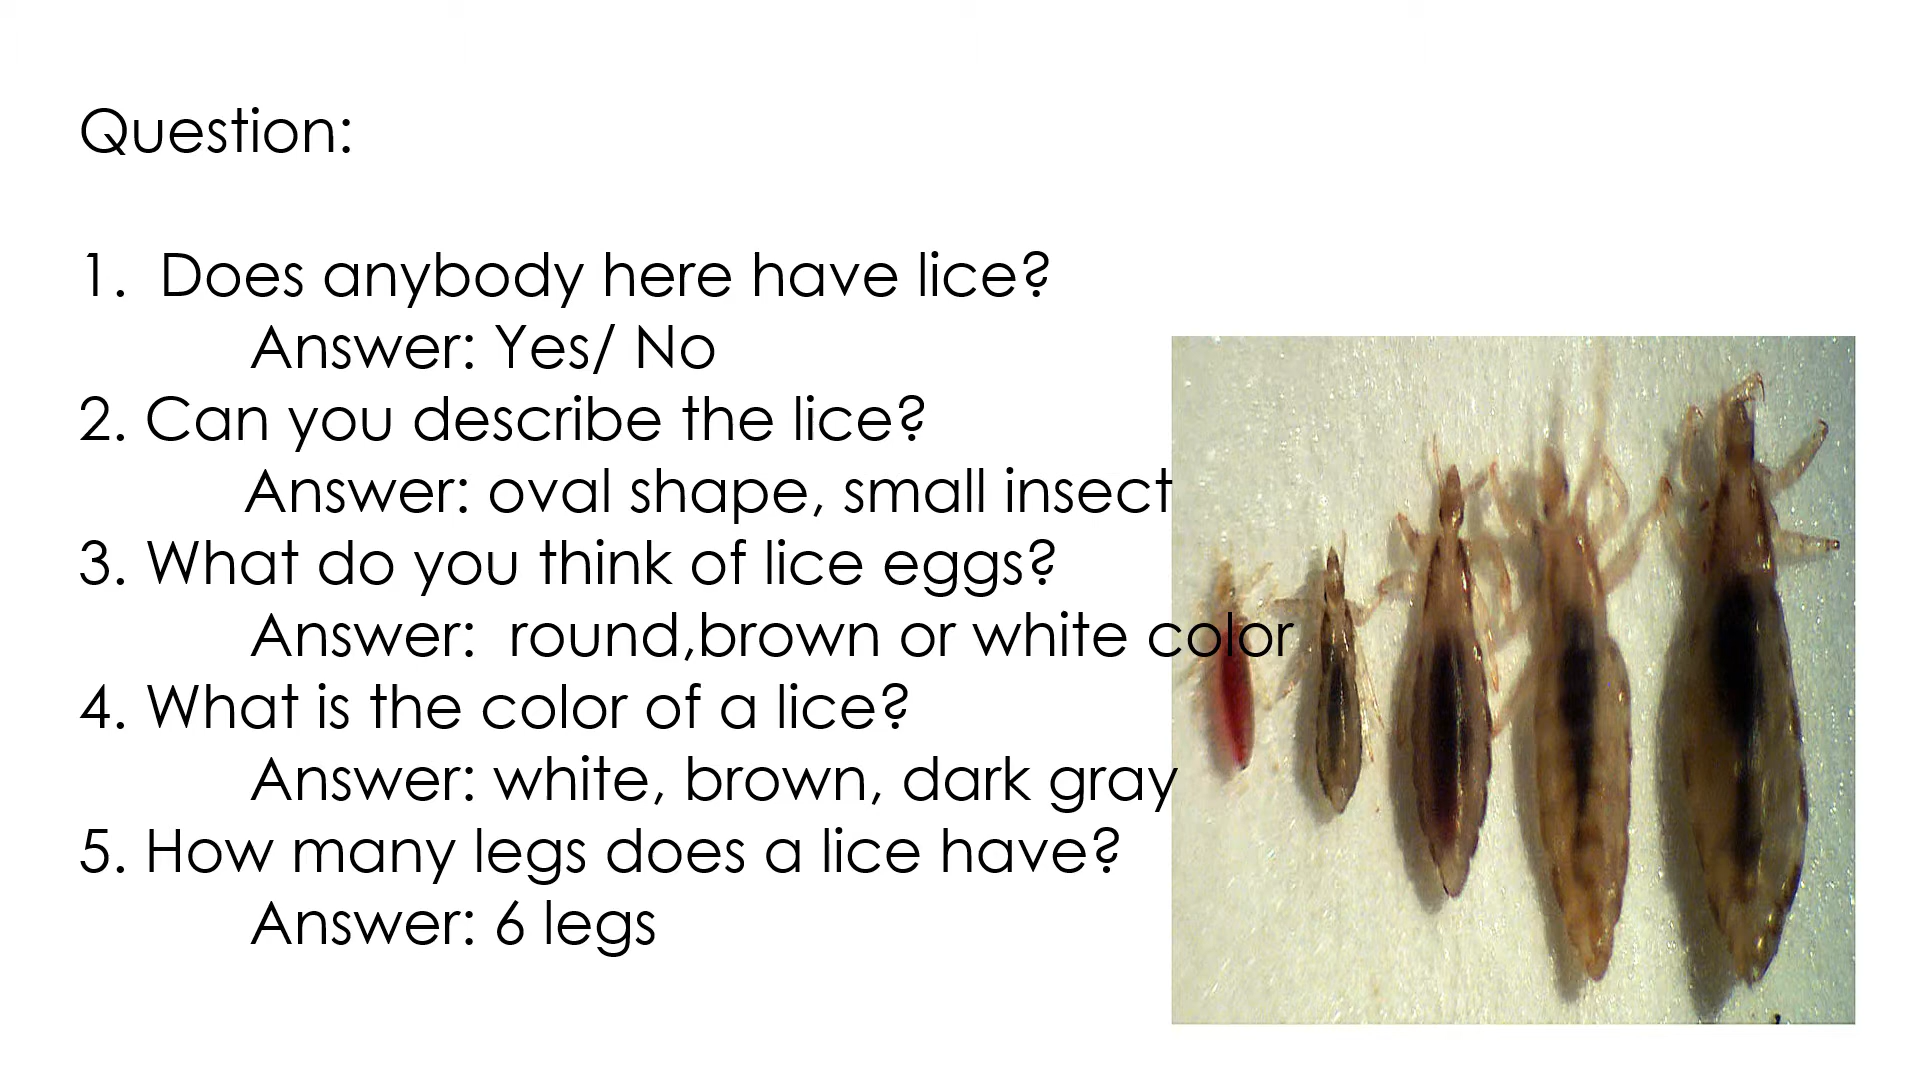 Question:
1. Does anybody here have lice?
Answer: Yes/ No
2. Can you describe the lice?
Answer: oval shape, small insect
3. What do you think of lice eggs?
Answer: round,brown or white color
4. What is the color of a lice?
Answer: white, brown, dark gray
5. How many legs does a lice have?
Answer: 6 legs